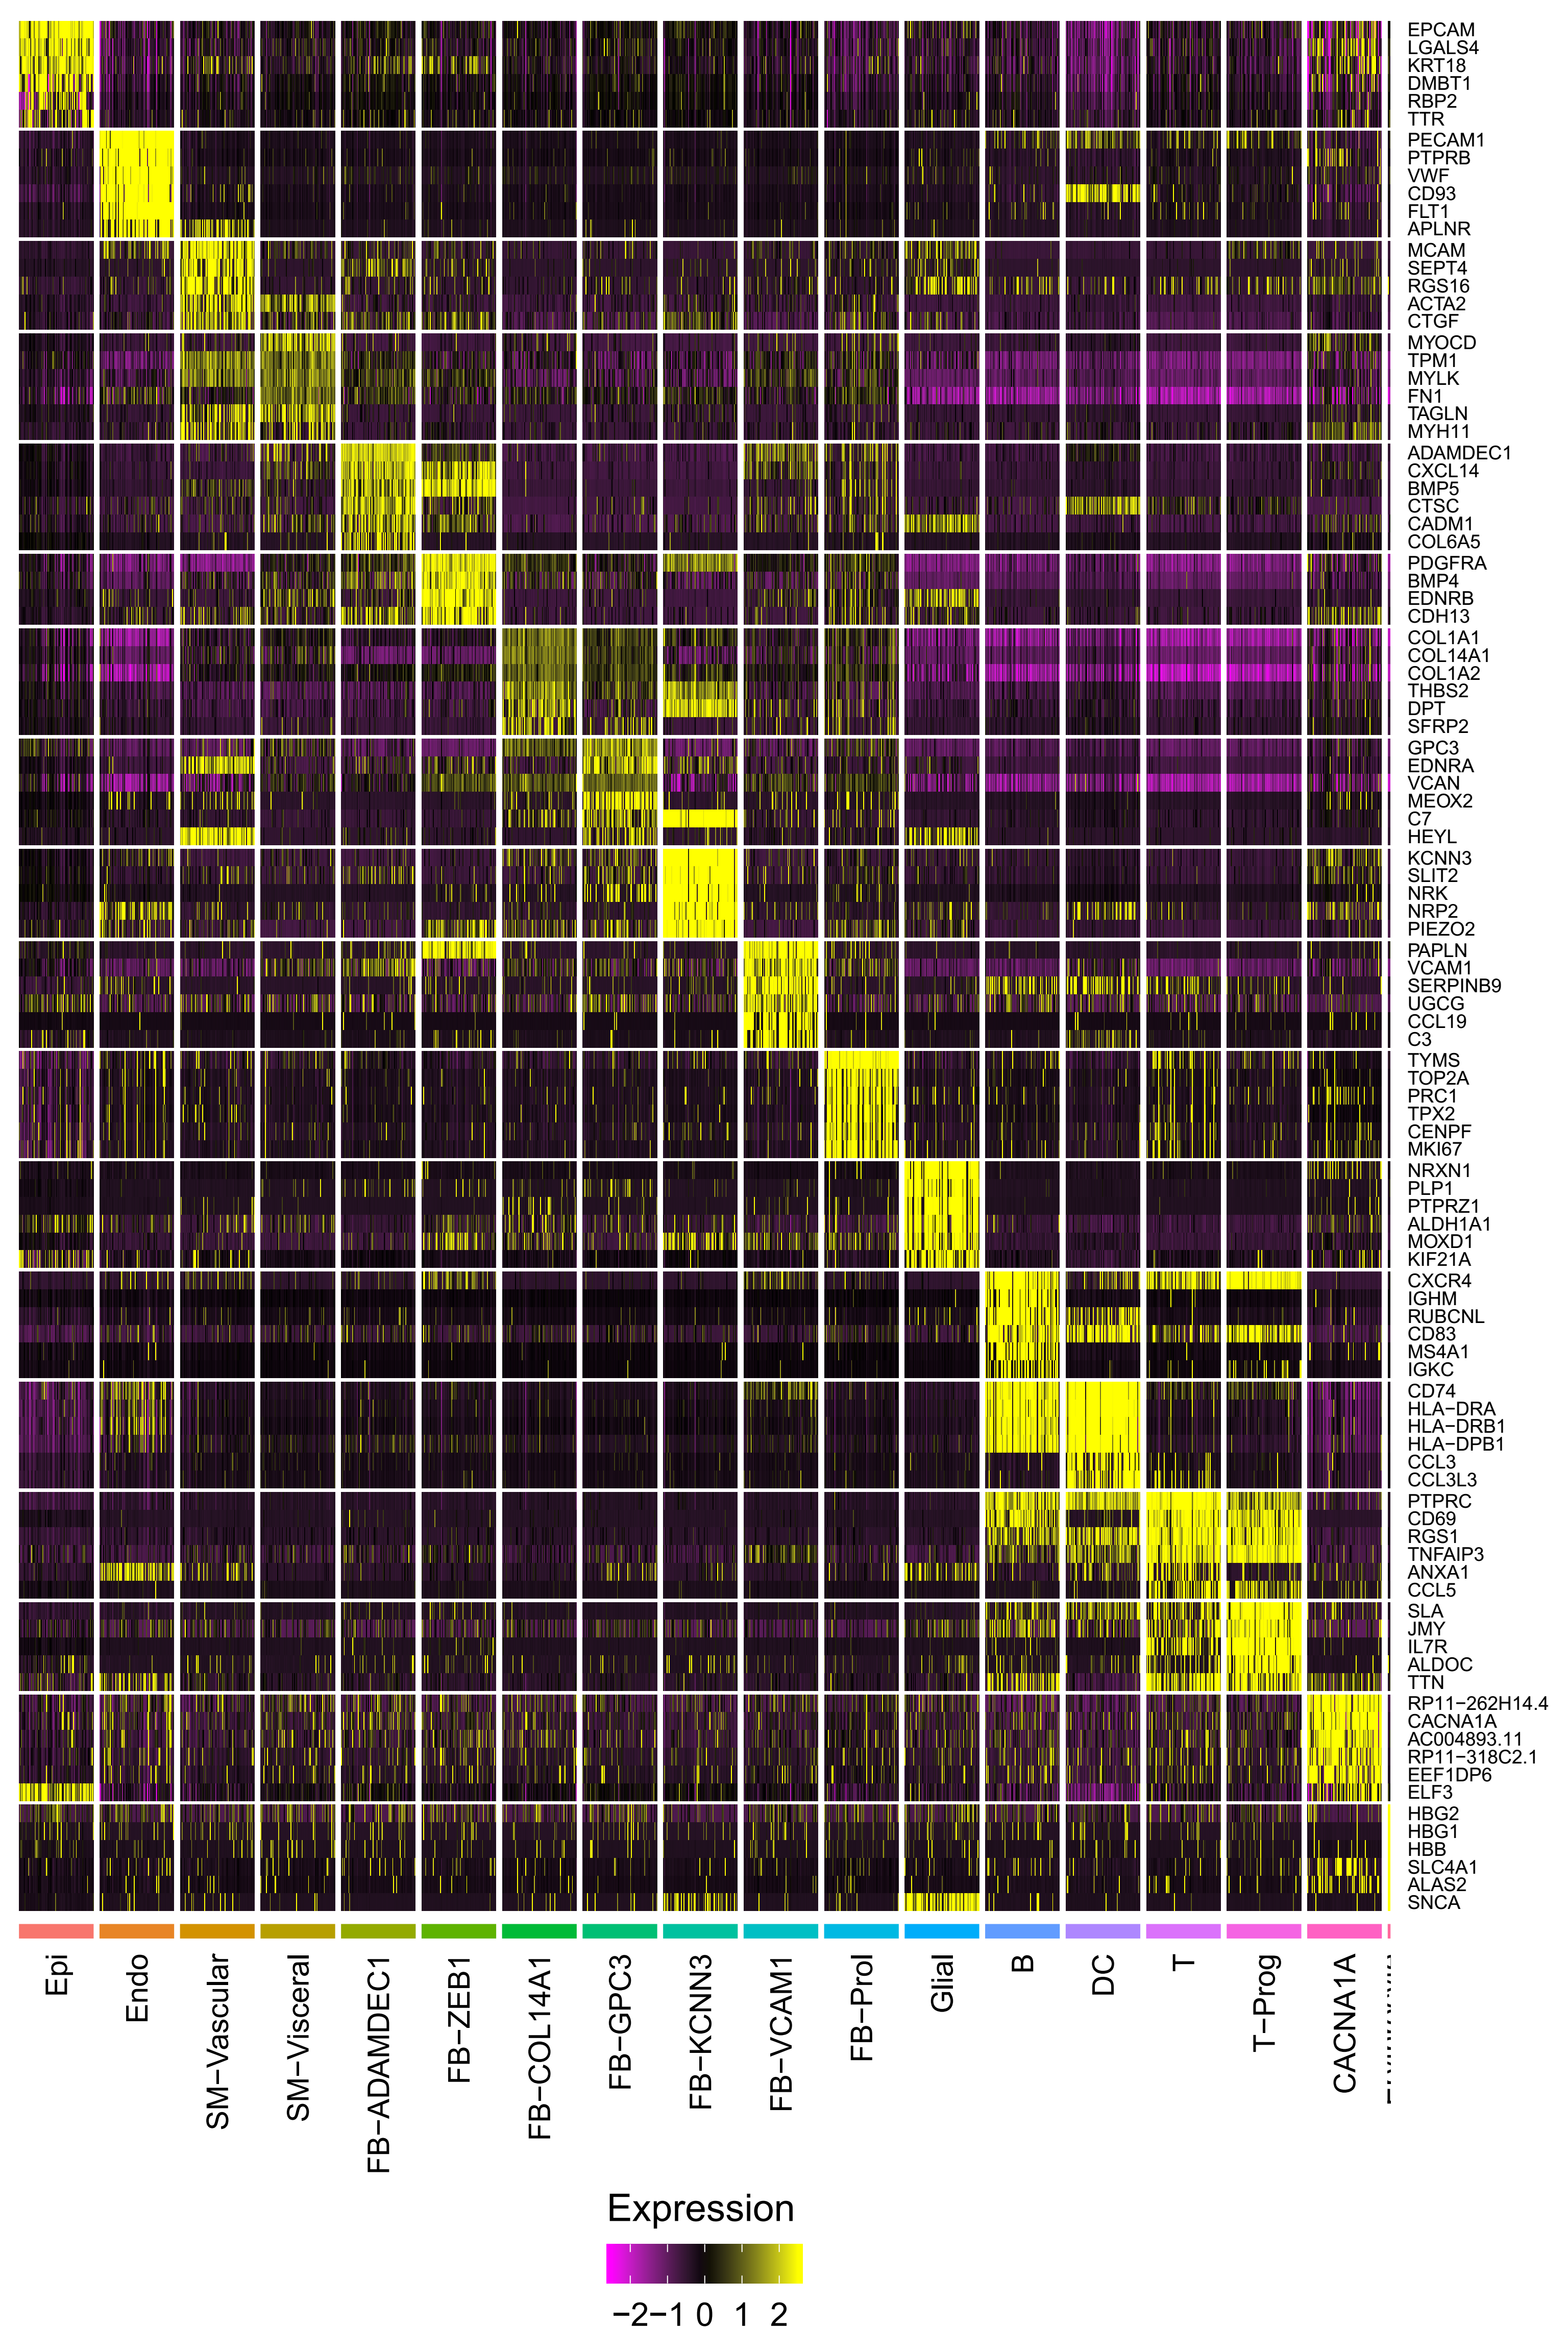 EPCAM
LGALS4
KRT18
DMBT1
RBP2
TTR
PECAM1
PTPRB
VWF
CD93
FLT1
APLNR
MCAM
SEPT4
RGS16
ACTA2
CTGF
MYOCD
TPM1
MYLK
FN1
TAGLN
MYH11
ADAMDEC1
CXCL14
BMP5
CTSC
CADM1
COL6A5
PDGFRA
BMP4
EDNRB
CDH13
COL1A1
COL14A1
COL1A2
THBS2
DPT
SFRP2
GPC3
EDNRA
VCAN
MEOX2
C7
HEYL
KCNN3
SLIT2
NRK
NRP2
PIEZO2
PAPLN
VCAM1
SERPINB9
UGCG
CCL19
C3
TYMS
TOP2A
PRC1
TPX2
CENPF
MKI67
NRXN1
PLP1
PTPRZ1
ALDH1A1
MOXD1
KIF21A
CXCR4
IGHM
RUBCNL
CD83
MS4A1
IGKC
CD74
HLA−DRA
HLA−DRB1
HLA−DPB1
CCL3
CCL3L3
PTPRC
CD69
RGS1
TNFAIP3
ANXA1
CCL5
SLA
JMY
IL7R
ALDOC
TTN
RP11−262H14.4
CACNA1A
AC004893.11
RP11−318C2.1
EEF1DP6
ELF3
HBG2
HBG1
HBB
SLC4A1
ALAS2
SNCA
Epi
Endo
SM−Vascular
SM−Visceral
FB−ADAMDEC1
FB−ZEB1
FB−COL14A1
FB−GPC3
FB−KCNN3
FB−VCAM1
FB−Prol
Glial
B
DC
T
T−Prog
CACNA1A
Expression
−2 −1 0 1 2